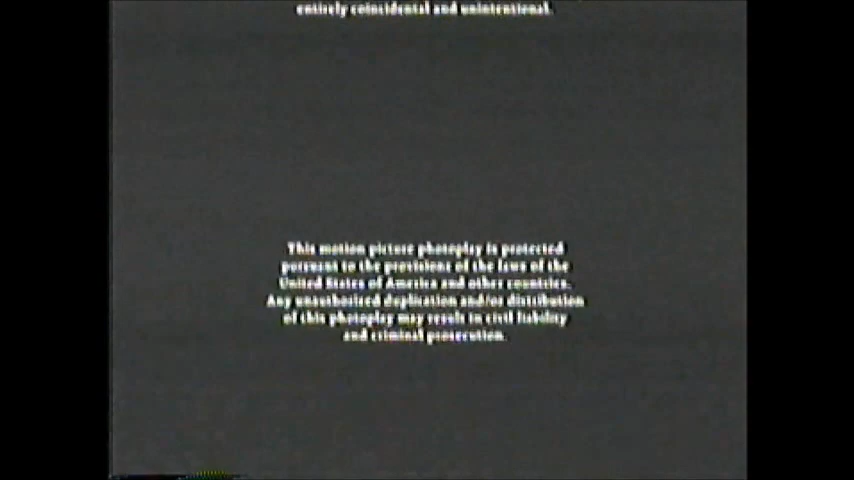 entirely coincidental and unintentional.
This motion picture photoplay is protected
pursuant to the provisions of the laws of the
United States of America and other countries.
Any unauthorized duplication and/or distribution
of this photoplay may result in civil liability
and criminal prosecution.